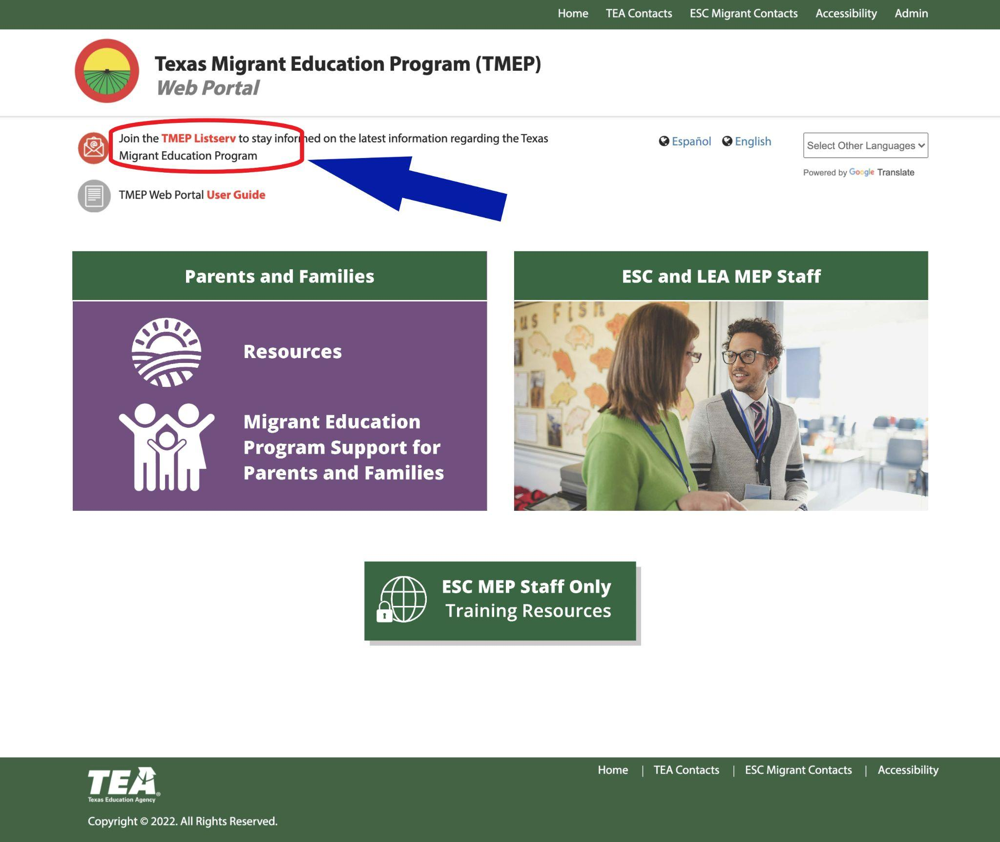 Home TEA Contacts ESC Migrant Contacts Accessibility Admin
Texas Migrant Education Program (TMEP)
Web Portal
Join the TMEP Listserv to stay informed on the latest information regarding the Texas
Migrant Education Program
Español English
Select Other Languages
Powered by Google Translate
TMEP Web Portal User Guide
Parents and Families
Resources
Migrant Education
Program Support for
Parents and Families
ESC and LEA MEP Staff
us Fish
ESC MEP Staff Only
Training Resources
TEA
Texas Education Agency
Home | TEA Contacts | ESC Migrant Contacts | Accessibility
Copyright © 2022. All Rights Reserved.